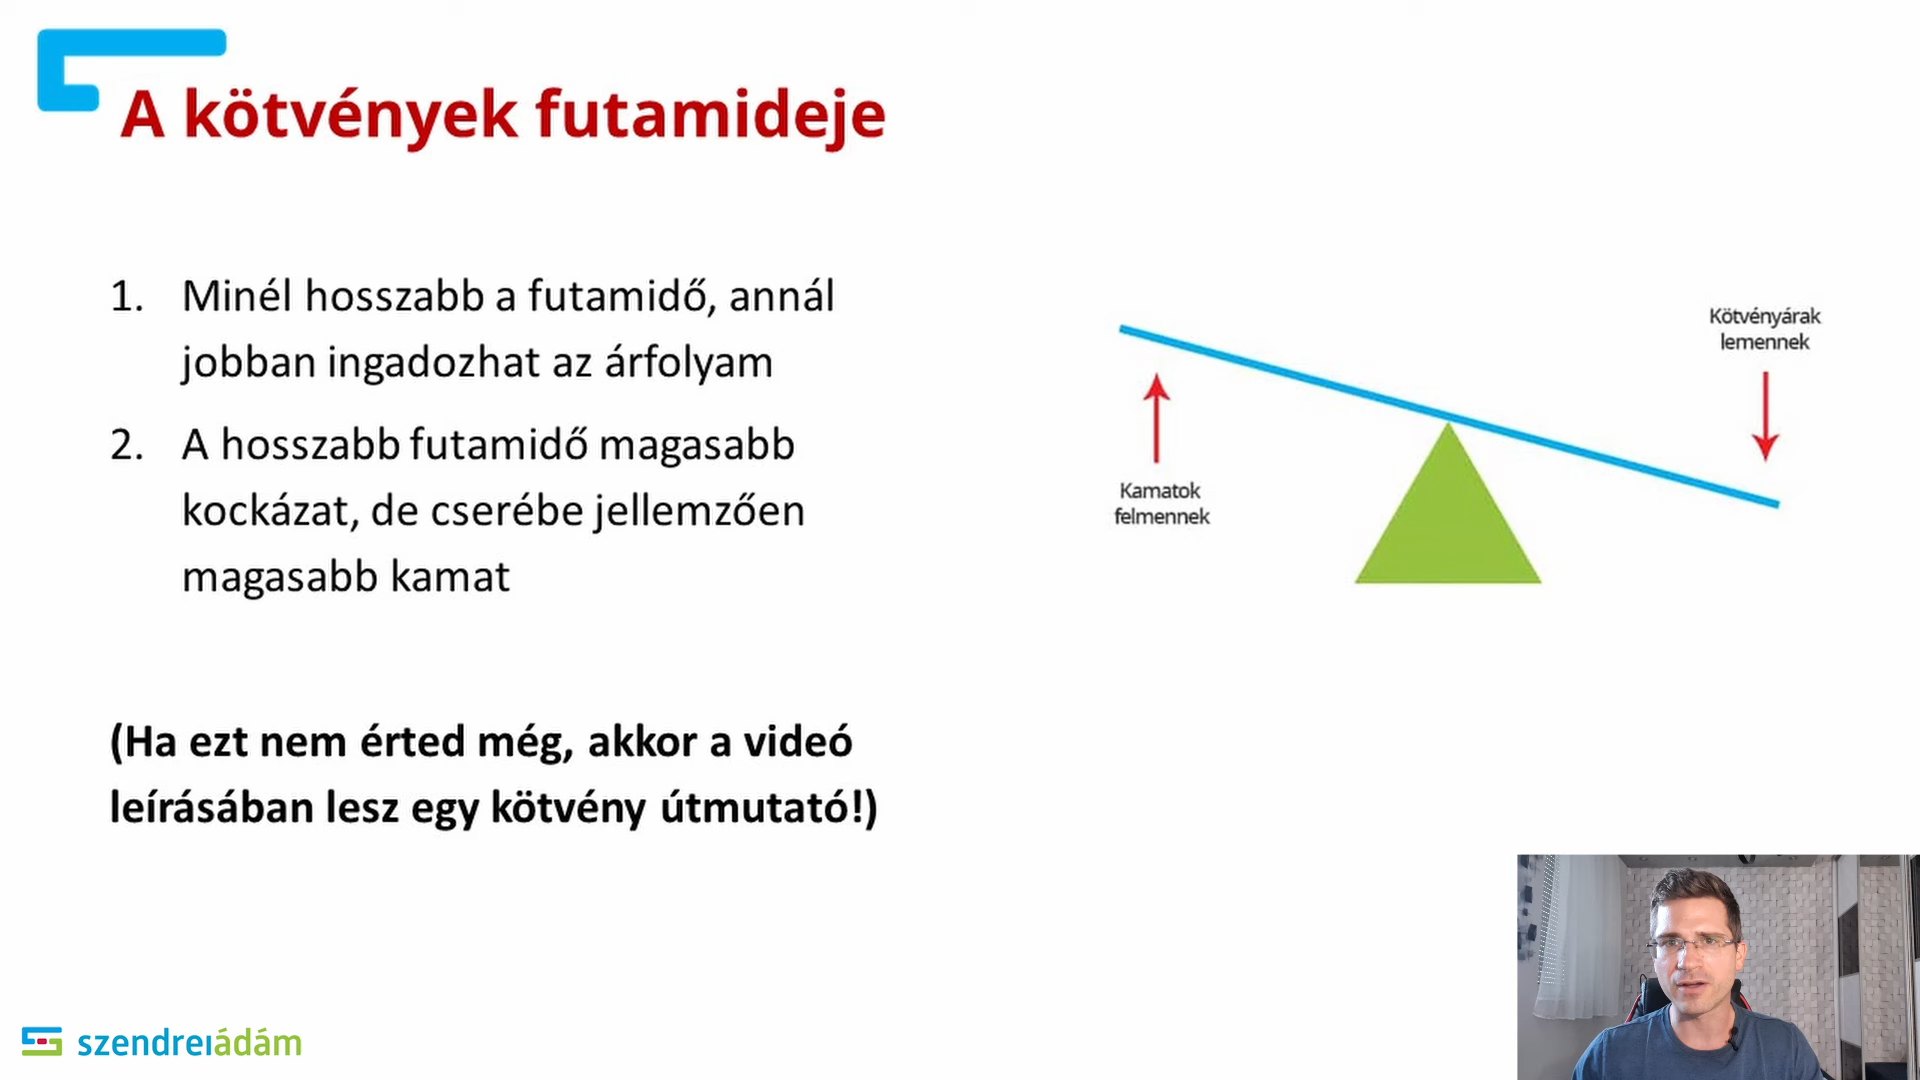 A kötvények futamideje
1. Minél hosszabb a futamidő, annál
jobban ingadozhat az árfolyam
2. A hosszabb futamidő magasabb
kockázat, de cserébe jellemzően
magasabb kamat
(Ha ezt nem érted még, akkor a videó
leírásában lesz egy kötvény útmutató!)
Kötvényárak
lemennek
Kamatok
felmennek
szendreiádám